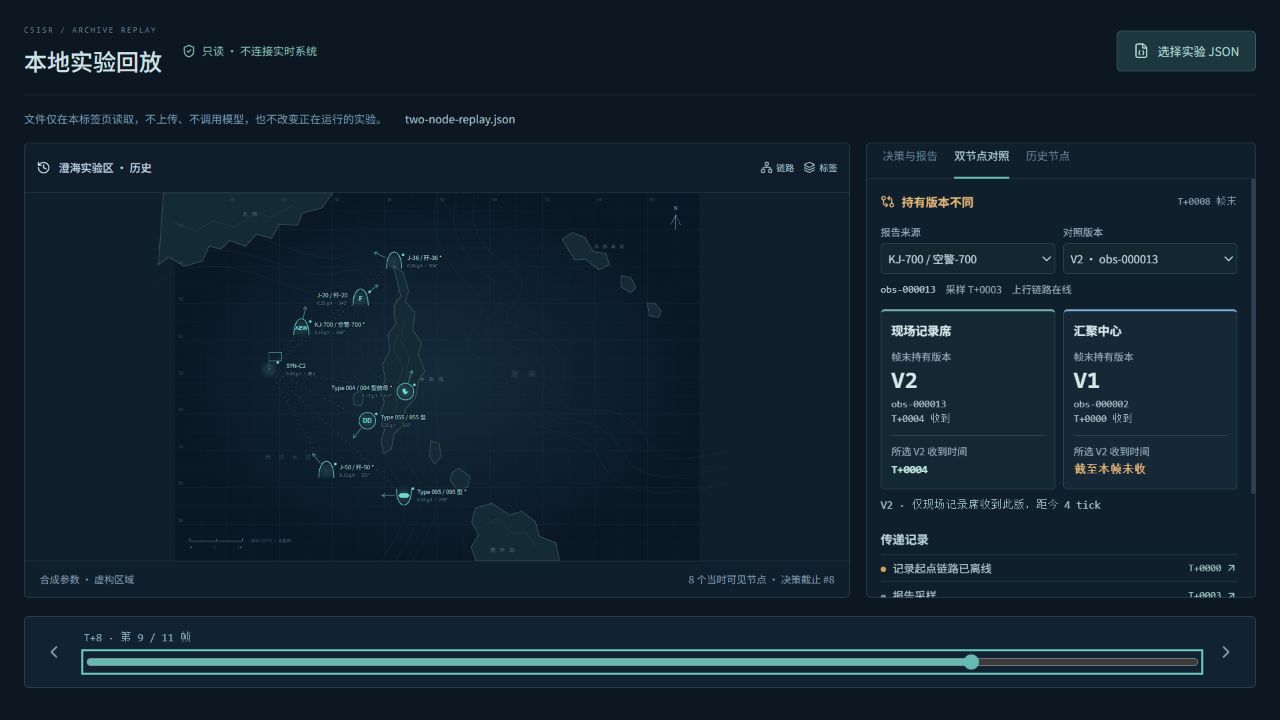 C5ISR / ARCHIVE REPLAY
本地实验回放
只读 · 不连接实时系统
选择实验 JSON
文件仅在本标签页读取，不上传、不调用模型，也不改变正在运行的实验。
two-node-replay.json
澄海实验区 · 历史
链路
标签
N
J-36 / 歼-36 *
J-20 / 歼-20
F
AEW
KJ-700 / 空警-700 *
SYN-C2
Type 004 / 004 型航母 *
DD
Type 055 / 055 型
J-50 / 歼-50 *
Type 095 / 095 型 *
澄 海
合成参数 · 虚构区域
8 个当时可见节点 · 决策截止 #8
决策与报告
双节点对照
历史节点
持有版本不同
T+0008 帧末
报告来源
对照版本
KJ-700 / 空警-700
V2 · obs-000013
obs-000013 采样 T+0003 上行链路在线
现场记录席
帧末持有版本
V2
obs-000013
T+0004 收到
所选 V2 收到时间
T+0004
汇聚中心
帧末持有版本
V1
obs-000002
T+0000 收到
所选 V2 收到时间
截至本帧未收
V2 · 仅现场记录席收到此版，距今 4 tick
传递记录
记录起点链路已离线
T+0000 ↗
报告采样
T+0003 ↗
T+8 · 第 9 / 11 帧